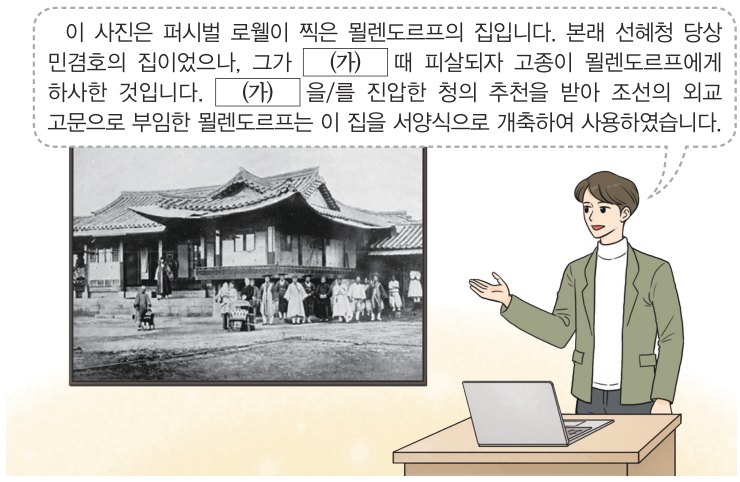 이 사진은 퍼시벌 로웰이 찍은 묄렌도르프의 집입니다. 본래 선혜청 당상
민겸호의 집이었으나, 그가 (가) 때 피살되자 고종이 묄렌도르프에게
하사한 것입니다. (가) 을/를 진압한 청의 추천을 받아 조선의 외교
고문으로 부임한 묄렌도르프는 이 집을 서양식으로 개축하여 사용하였습니다.